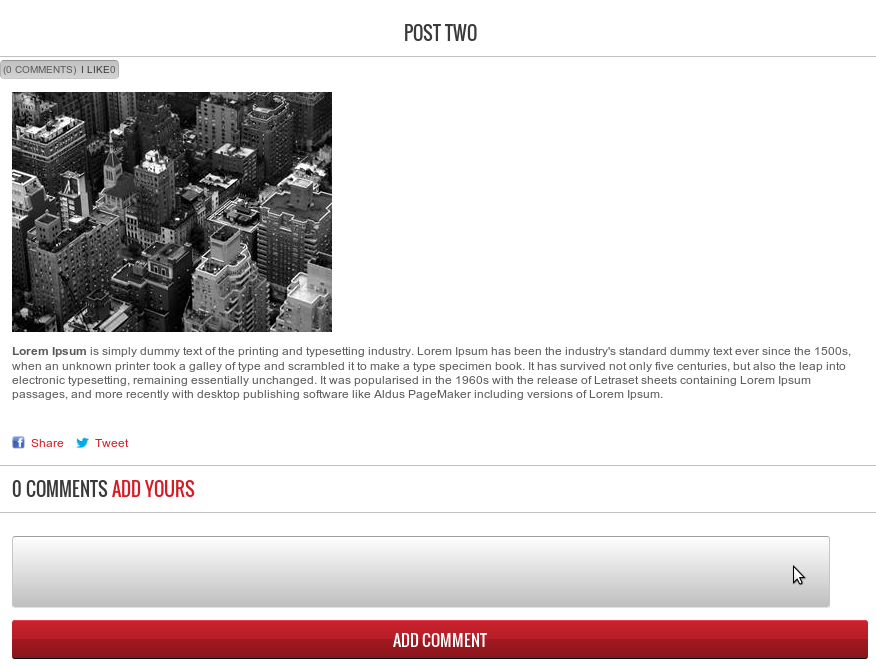 POST TWO
(0 COMMENTS) I LIKE0
Lorem Ipsum is simply dummy text of the printing and typesetting industry. Lorem Ipsum has been the industry's standard dummy text ever since the 1500s,
when an unknown printer took a galley of type and scrambled it to make a type specimen book. It has survived not only five centuries, but also the leap into
electronic typesetting, remaining essentially unchanged. It was popularised in the 1960s with the release of Letraset sheets containing Lorem Ipsum
passages, and more recently with desktop publishing software like Aldus PageMaker including versions of Lorem Ipsum.
Share Tweet
0 COMMENTS ADD YOURS
ADD COMMENT